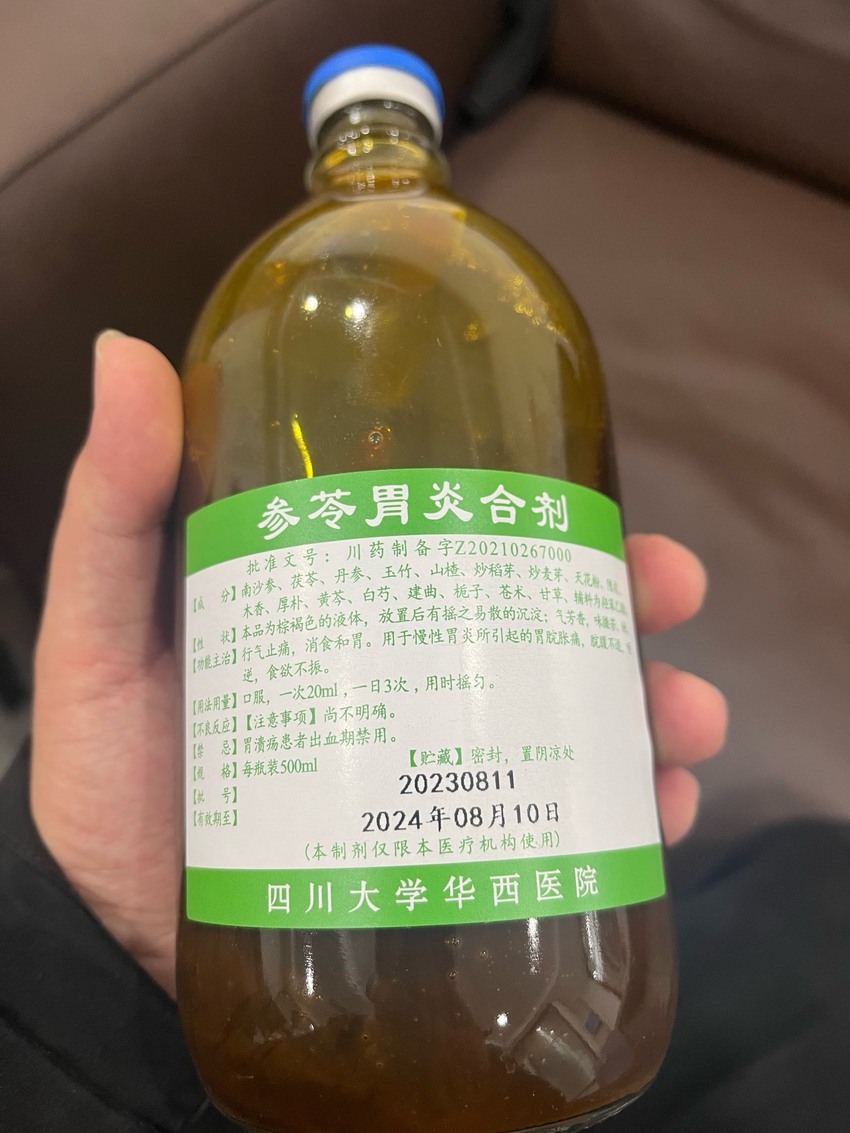 参苓胃炎合剂
批准文号：川药制备字Z20210267000
【成 分】南沙参、茯苓、丹参、玉竹、山楂、炒稻芽、炒麦芽、天花粉、
木香、厚朴、黄芩、白芍、建曲、栀子、苍术、甘草、辅料为
【性 状】本品为棕褐色的液体，放置后有摇之易散的沉淀；气芳香，味微苦、
【功能主治】行气止痛，消食和胃。用于慢性胃炎所引起的胃脘胀痛，脘腹不适，
逆，食欲不振。
【用法用量】口服，一次20ml，一日3次，用时摇匀。
【不良反应】【注意事项】尚不明确。
【禁 忌】胃溃疡患者出血期禁用。
【规 格】每瓶装500ml 【贮藏】密封，置阴凉处
【批 号】 20230811
【有效期至】 2024年08月10日
(本制剂仅限本医疗机构使用)
四川大学华西医院